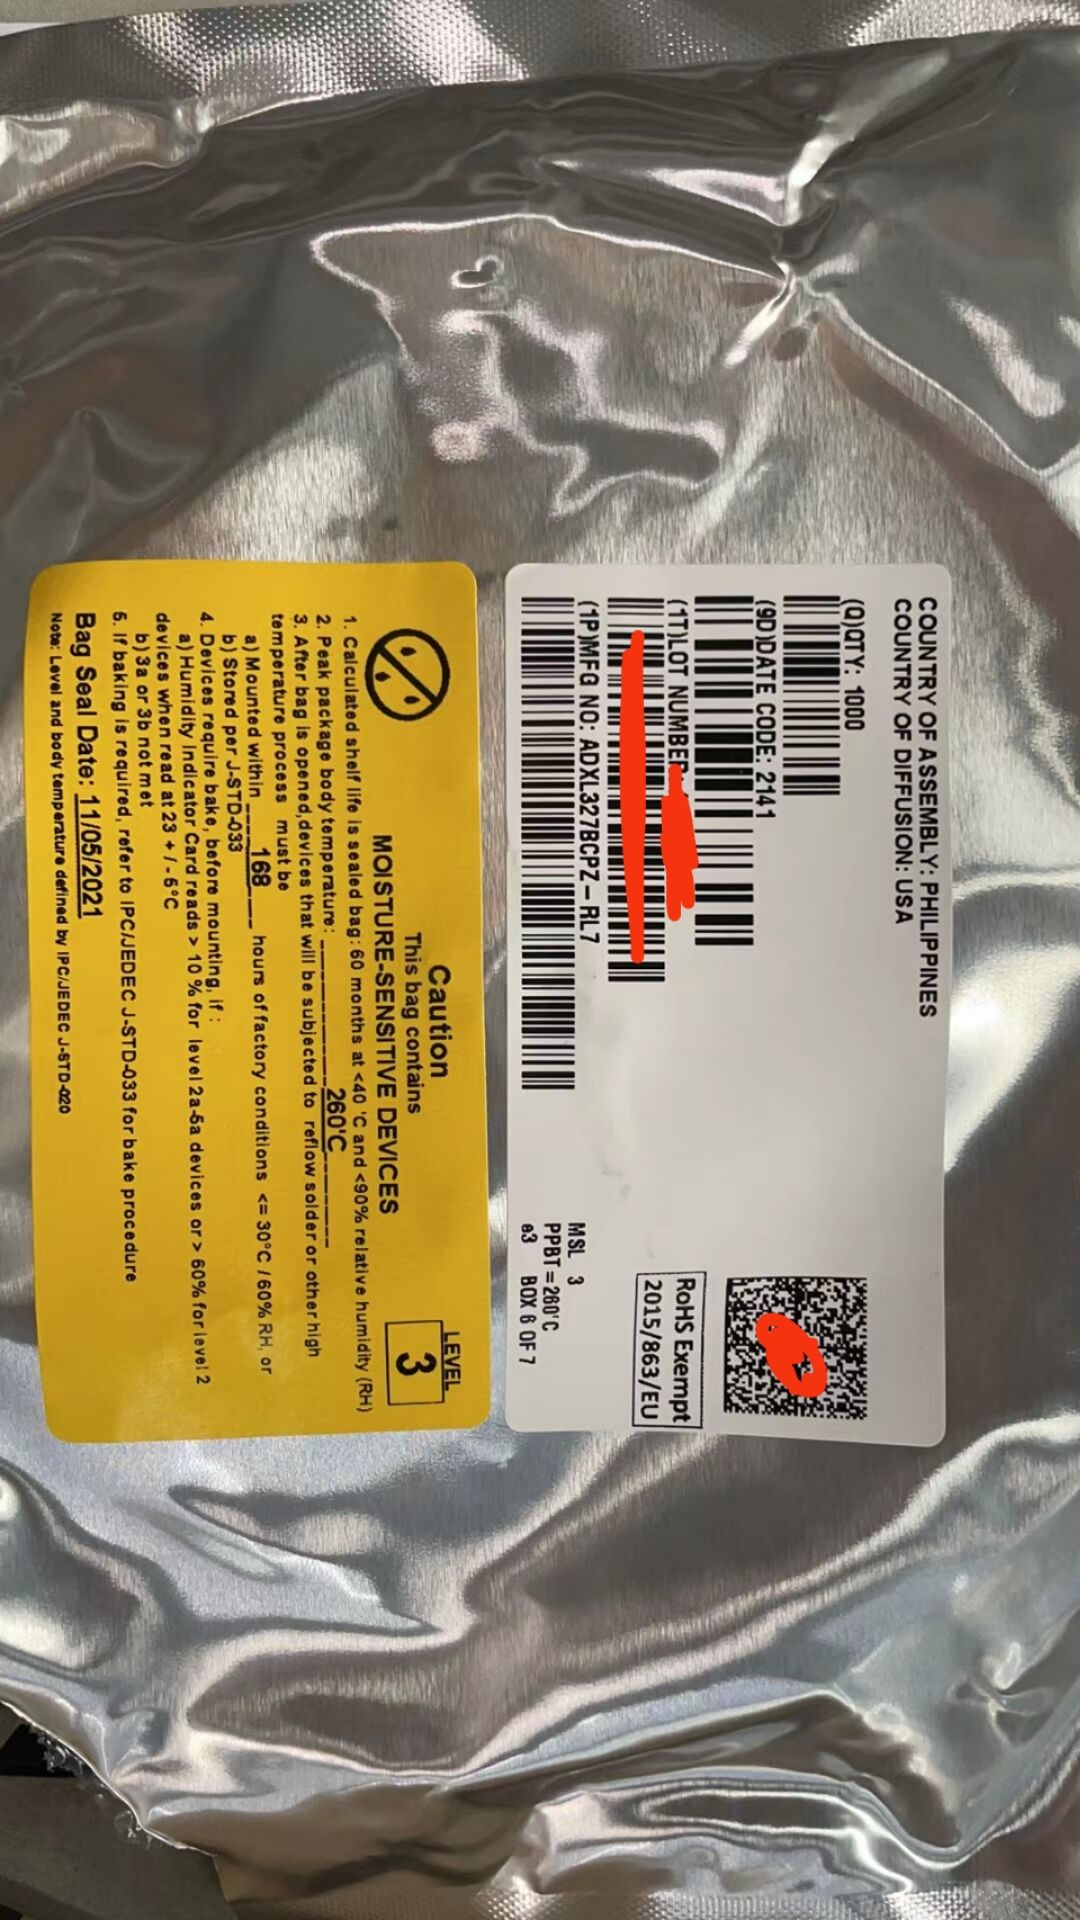 COUNTRY OF ASSEMBLY: PHILIPPINES
COUNTRY OF DIFFUSION: USA
(Q)QTY: 1000
(9D)DATE CODE: 2141
(1T)LOT NUMBER
(1P)MFG NO: ADXL327BCPZ-RL7
RoHS Exempt
2015/863/EU
MSL 3
PPBT=260'C
e3 BOX 6 OF 7
Caution
This bag contains
MOISTURE-SENSITIVE DEVICES
LEVEL
3
1. Calculated shelf life is sealed bag: 60 months at <40 'C and <90% relative humidity (RH)
2. Peak package body temperature: 260'C
3. After bag is opened, devices that will be subjected to reflow solder or other high
temperature process must be
a) Mounted within 168 hours of factory conditions <= 30°C / 60% RH, or
b) Stored per J-STD-033
4. Devices require bake, before mounting, if :
a) Humidity Indicator Card reads > 10 % for level 2a-5a devices or > 60% for level 2
devices when read at 23 + / - 5°C
b) 3a or 3b not met
5. If baking is required, refer to IPC/JEDEC J-STD-033 for bake procedure
Bag Seal Date: 11/05/2021
Note: Level and body temperature defined by IPC/JEDEC J-STD-020